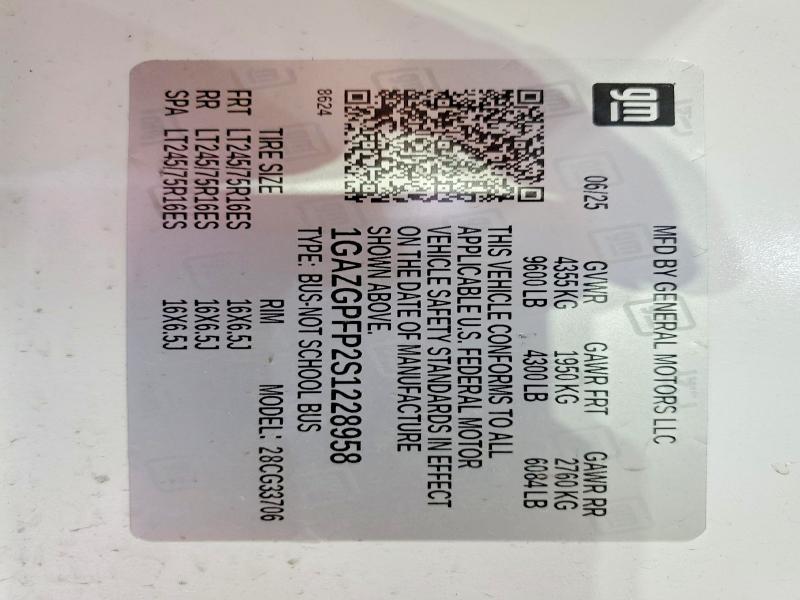 gm
MFD BY GENERAL MOTORS LLC
06/25 GVWR GAWR FRT GAWR RR
4355 KG 1950 KG 2760 KG
9600 LB 4300 LB 6084 LB
THIS VEHICLE CONFORMS TO ALL
APPLICABLE U.S. FEDERAL MOTOR
VEHICLE SAFETY STANDARDS IN EFFECT
ON THE DATE OF MANUFACTURE
SHOWN ABOVE.
1GAZGPFP2S1228958
8624 TYPE: BUS-NOT SCHOOL BUS
MODEL: 28CG33706
TIRE SIZE RIM
FRT LT245/75R16ES 16X6.5J
RR LT245/75R16ES 16X6.5J
SPA LT245/75R16ES 16X6.5J